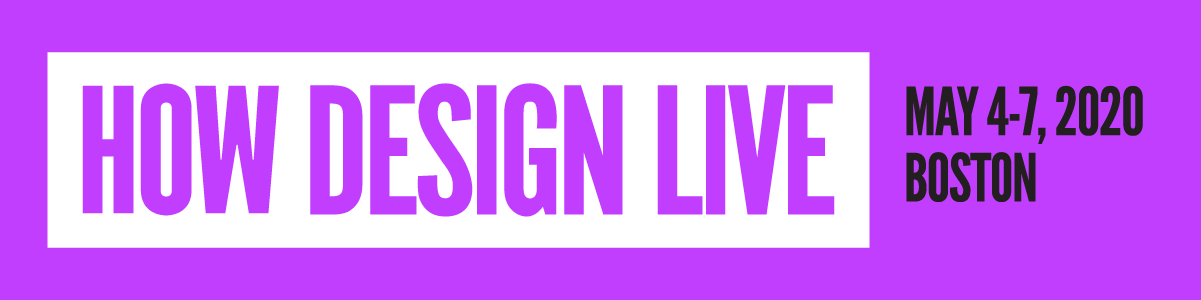 HOW DESIGN LIVE
MAY 4-7, 2020
BOSTON